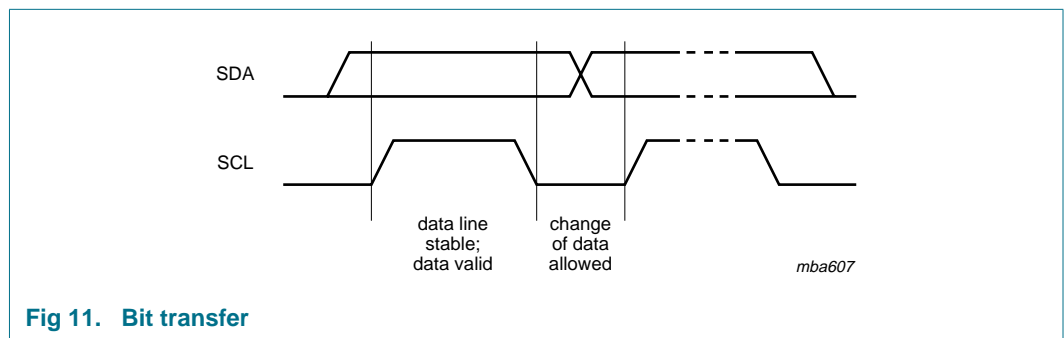 SDA
SCL
data line
stable;
data valid
change
of data
allowed
mba607
Fig 11. Bit transfer